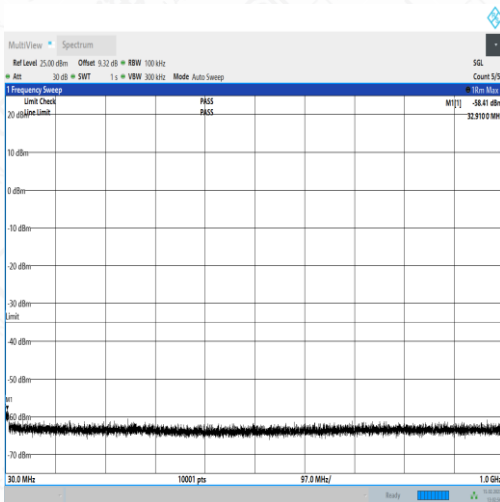 MultiView Spectrum
Ref Level 25.00 dBm Offset 9.32 dB RBW 100 kHz SGL
Att 30 dB SWT 1 s VBW 300 kHz Mode Auto Sweep Count 5/5
1 Frequency Sweep 1Rm Max
Limit Check PASS M1[1] -58.41 dBm
Line Limit PASS 32.9100 MH
20 dBm
10 dBm
0 dBm
-10 dBm
-20 dBm
-30 dBm
Limit
-40 dBm
-50 dBm
M1
-60 dBm
-70 dBm
30.0 MHz 10001 pts 97.0 MHz/ 1.0 GHz
Ready